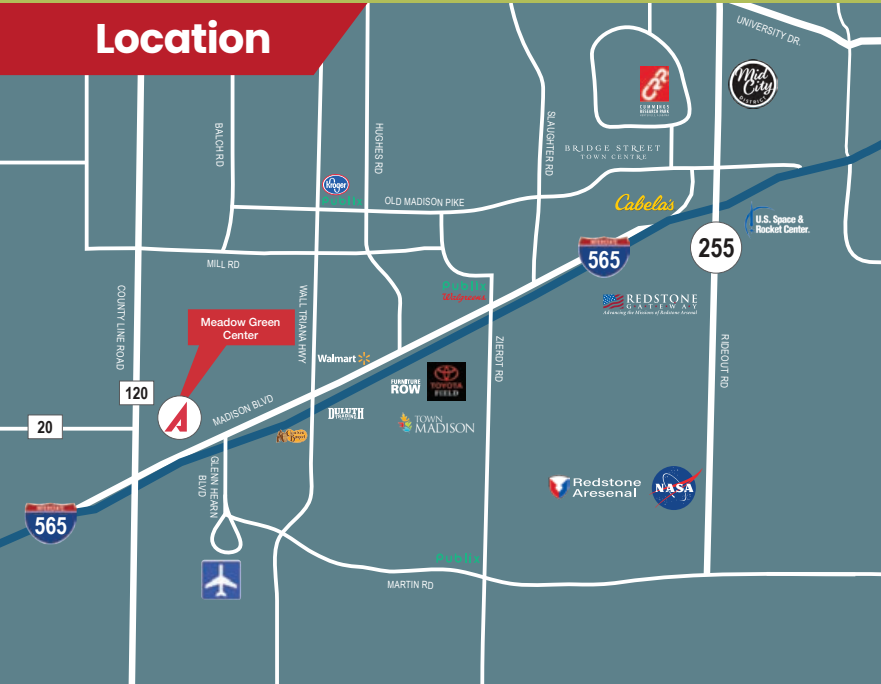 Location
UNIVERSITY DR.
Mid
City
DISTRICT
CUMMINGS
RESEARCH PARK
BALCH RD
HUGHES RD
SLAUGHTER RD
BRIDGE STREET
TOWN CENTRE
Kroger
Publix
OLD MADISON PIKE
Cabela's
U.S. Space &
Rocket Center.
255
INTERSTATE
565
MILL RD
Publix
Walgreens
REDSTONE
GATEWAY
Advancing the Missions of Redstone Arsenal
COUNTY LINE ROAD
WALL TRIANA HWY
Meadow Green
Center
ZIERDT RD
RIDEOUT RD
Walmart
FURNITURE
ROW
TOYOTA
FIELD
120
MADISON BLVD
DULUTH
TRADING
TOWN
MADISON
20
Cracker
Barrel
GLENN HEARN
BLVD
Redstone
Aresenal
NASA
INTERSTATE
565
Publix
MARTIN RD